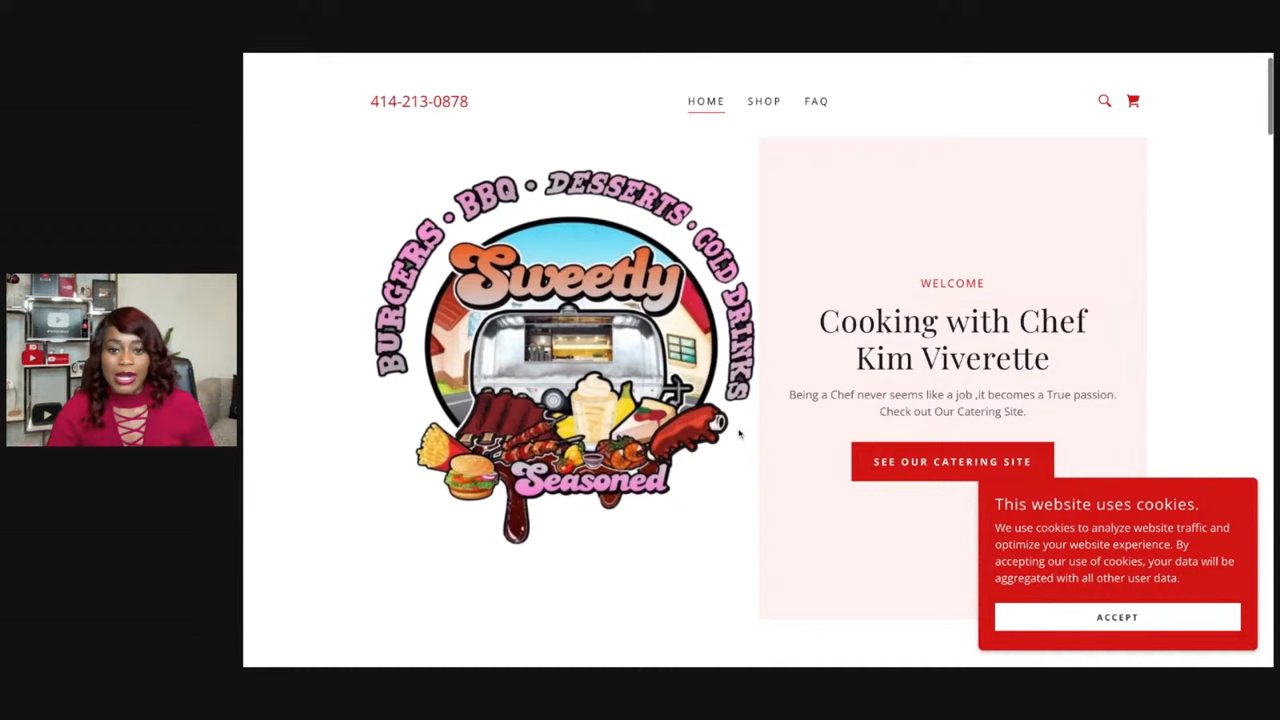 414-213-0878
HOME SHOP FAQ
BURGERS • BBQ • DESSERTS • COLD DRINKS
Sweetly
Seasoned
WELCOME
Cooking with Chef
Kim Viverette
Being a Chef never seems like a job ,it becomes a True passion.
Check out Our Catering Site.
SEE OUR CATERING SITE
This website uses cookies.
We use cookies to analyze website traffic and
optimize your website experience. By
accepting our use of cookies, your data will be
aggregated with all other user data.
ACCEPT